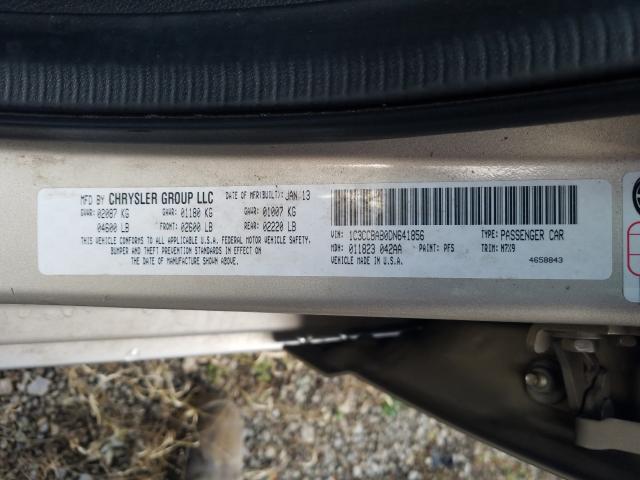 MFD BY CHRYSLER GROUP LLC DATE OF MFR(BUILT): JAN 13
GVWR: 02087 KG GAWR: 01180 KG GAWR: 01007 KG
04600 LB FRONT: 02600 LB REAR: 02220 LB
THIS VEHICLE CONFORMS TO ALL APPLICABLE U.S.A. FEDERAL MOTOR VEHICLE SAFETY,
BUMPER AND THEFT PREVENTION STANDARDS IN EFFECT ON
THE DATE OF MANUFACTURE SHOWN ABOVE.
VIN: 1C3CCBAB0DN641856 TYPE: PASSENGER CAR
MDH: 011823 042AA PAINT: PFS TRIM: M7X9
VEHICLE MADE IN U.S.A. 4658843